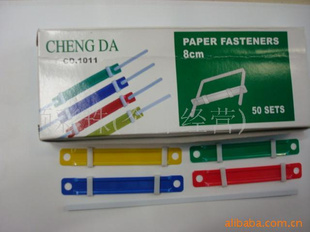 CHENG DA
CD.1011
PAPER FASTENERS
8cm
50 SETS
alibaba.com.cn